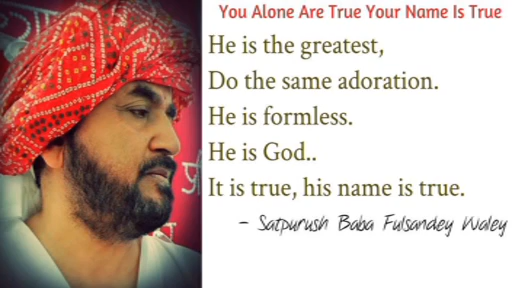 You Alone Are True Your Name Is True
He is the greatest,
Do the same adoration.
He is formless.
He is God..
It is true, his name is true.
- Satpurush Baba Fulsandey Waley